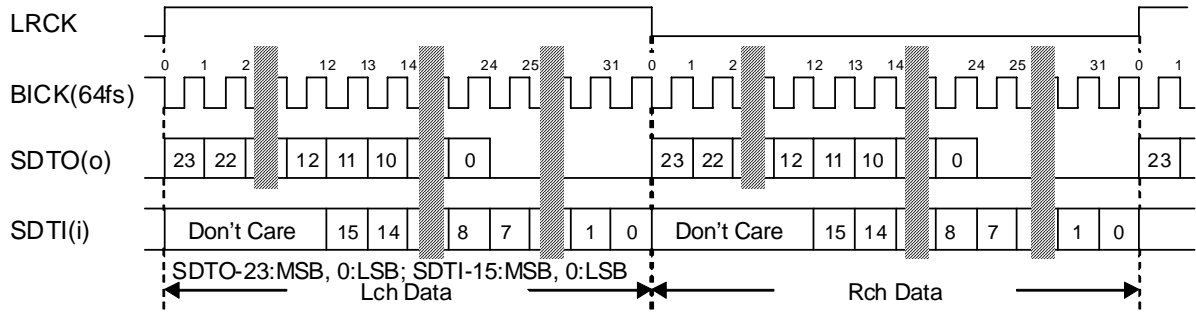 LRCK
0 1 2 12 13 14 24 25 31 0 1 2 12 13 14 24 25 31 0 1
BICK(64fs)
SDTO(o) 23 22 12 11 10 0 23 22 12 11 10 0 23
SDTI(i) Don't Care 15 14 8 7 1 0 Don't Care 15 14 8 7 1 0
SDTO-23:MSB, 0:LSB; SDTI-15:MSB, 0:LSB
Lch Data Rch Data